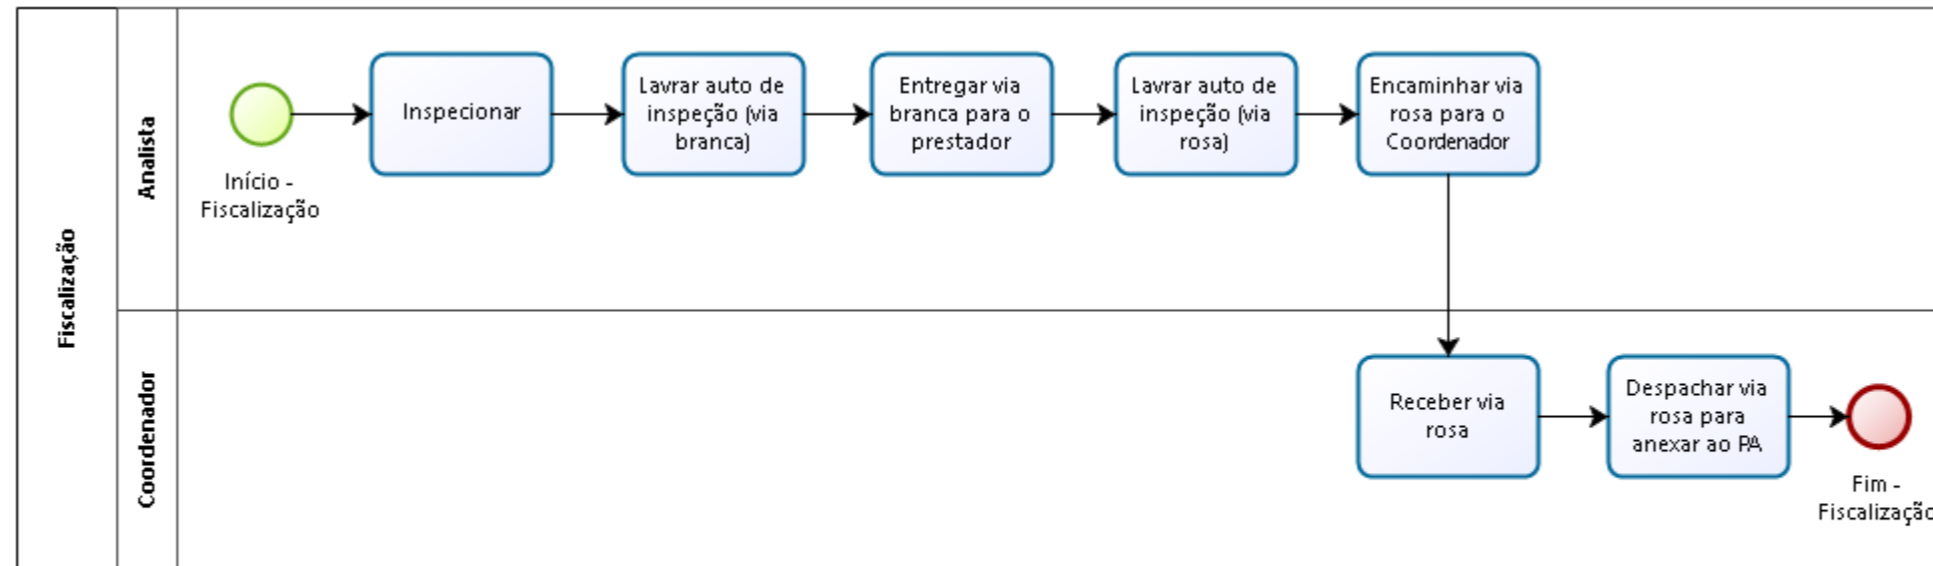 Fiscalização
Analista
Início -
Fiscalização
Inspecionar
Lavrar auto de
inspeção (via
branca)
Entregar via
branca para o
prestador
Lavrar auto de
inspeção (via
rosa)
Encaminhar via
rosa para o
Coordenador
Coordenador
Receber via
rosa
Despachar via
rosa para
anexar ao PA
Fim -
Fiscalização